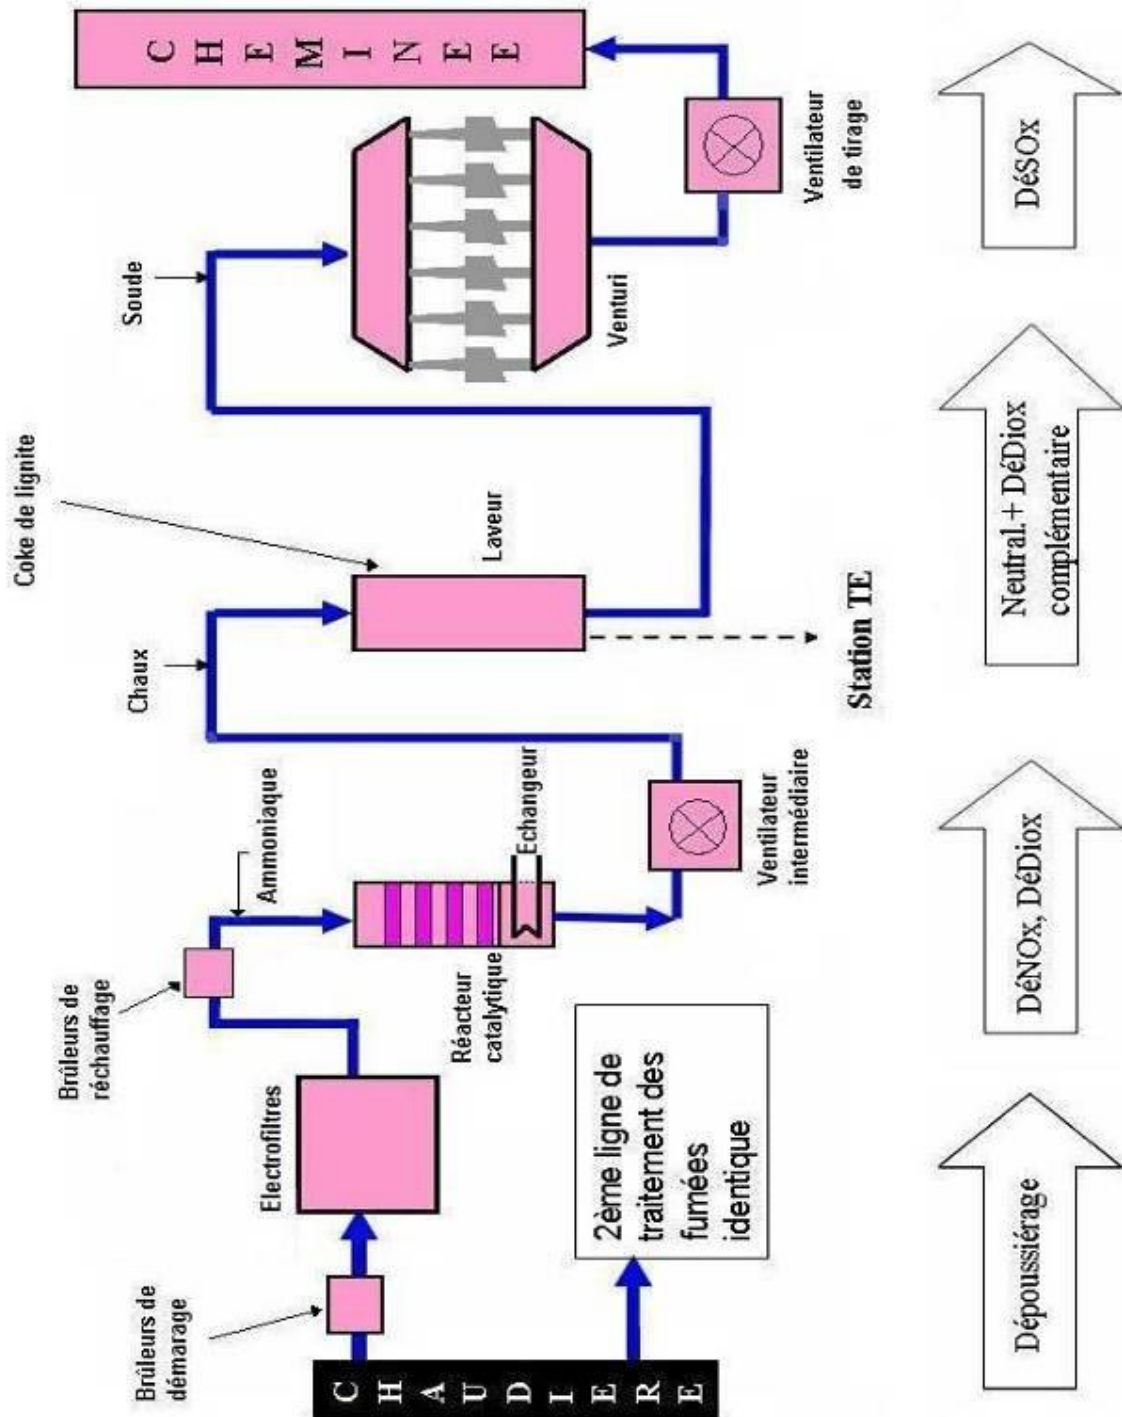 CHAUDIERE
Brûleurs de
démarage
Electrofiltres
Brûleurs de
réchauffage
Ammoniaque
Réacteur
catalytique
Echangeur
2ème ligne de
traitement des
fumées
identique
Ventilateur
intermédiaire
Chaux
Coke de lignite
Laveur
Station TE
Soude
Venturi
Ventilateur
de tirage
CHEMINEE
Dépoussiérage
DéNOx, DéDiox
Neutral.+ DéDiox
complémentaire
DéSOx